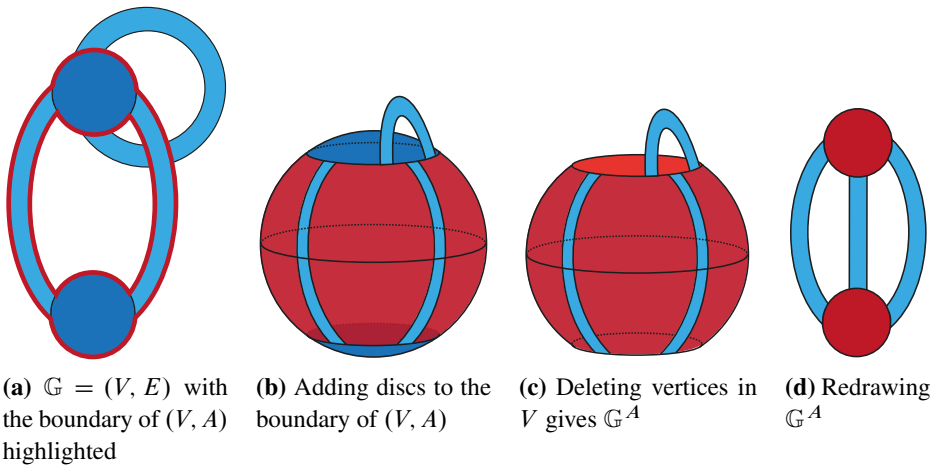 (a) 𝔾 = (V, E) with
the boundary of (V, A)
highlighted
(b) Adding discs to the
boundary of (V, A)
(c) Deleting vertices in
V gives 𝔾^A
(d) Redrawing
𝔾^A